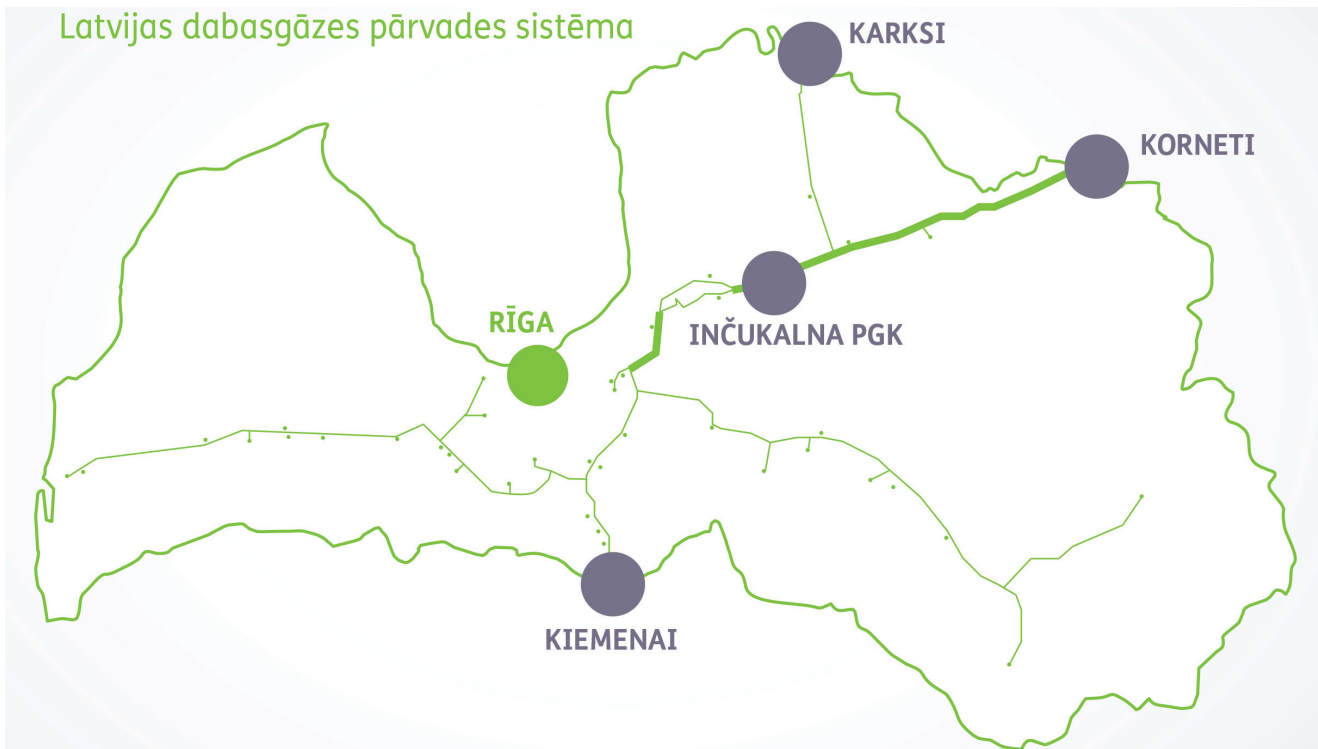 Latvijas dabasgāzes pārvades sistēma
KARKSI
KORNETI
RĪGA
INČUKALNA PGK
KIEMENAI